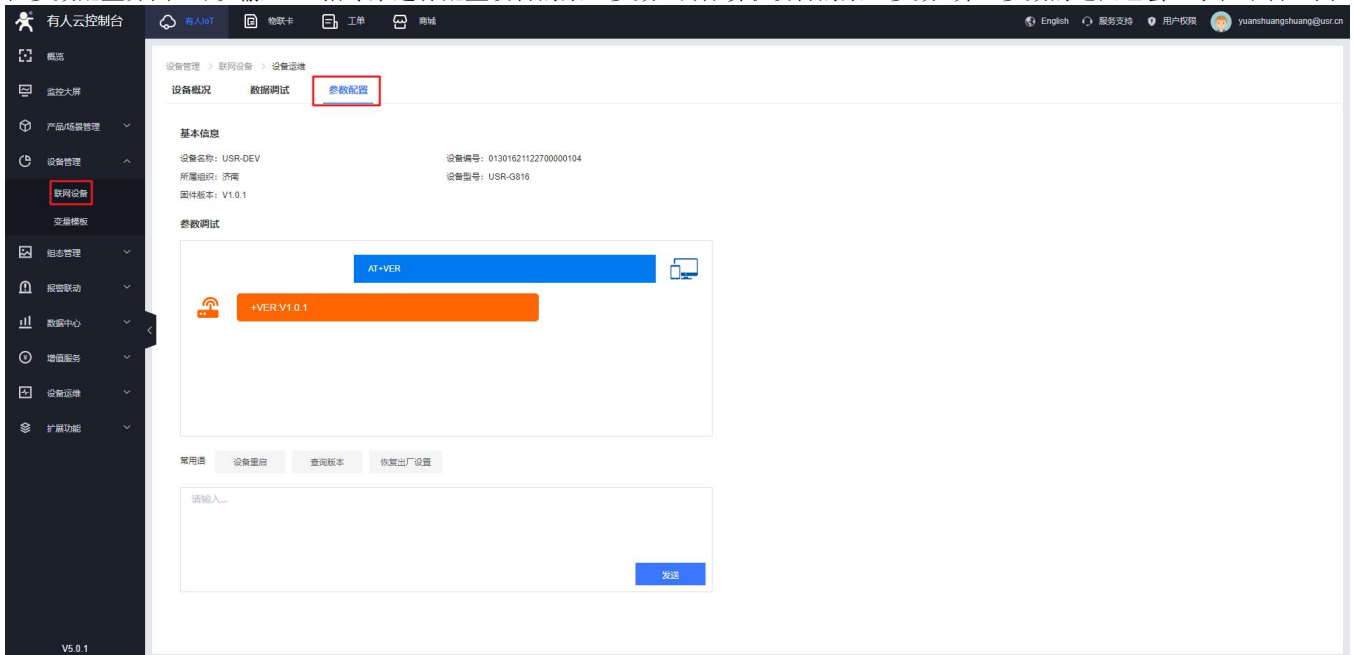 有人云控制台
有人IoT 物联卡 工单 商城 English 服务支持 用户权限 yuanshuangshuang@usr.cn
概览
监控大屏
产品/场景管理
设备管理
联网设备
变量模板
组态管理
报警联动
数据中心
增值服务
设备运维
扩展功能
V5.0.1
设备管理 > 联网设备 > 设备运维
设备概况 数据调试 参数配置
基本信息
设备名称: USR-DEV 设备编号: 01301621122700000104
所属组织: 济南 设备型号: USR-G816
固件版本: V1.0.1
参数调试
AT+VER
+VER:V1.0.1
常用语 设备重启 查询版本 恢复出厂设置
请输入...
发送